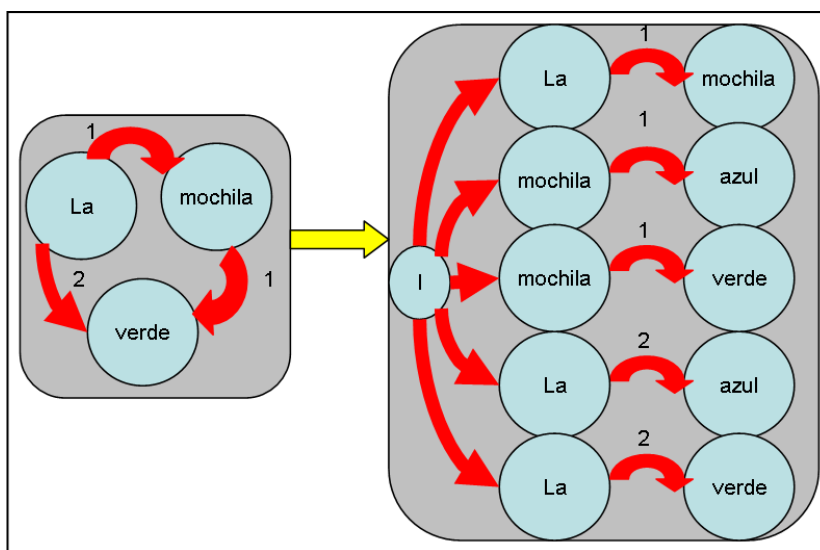 1
La
mochila
2
1
verde
I
La
1
mochila
mochila
1
azul
mochila
1
verde
La
2
azul
La
2
verde